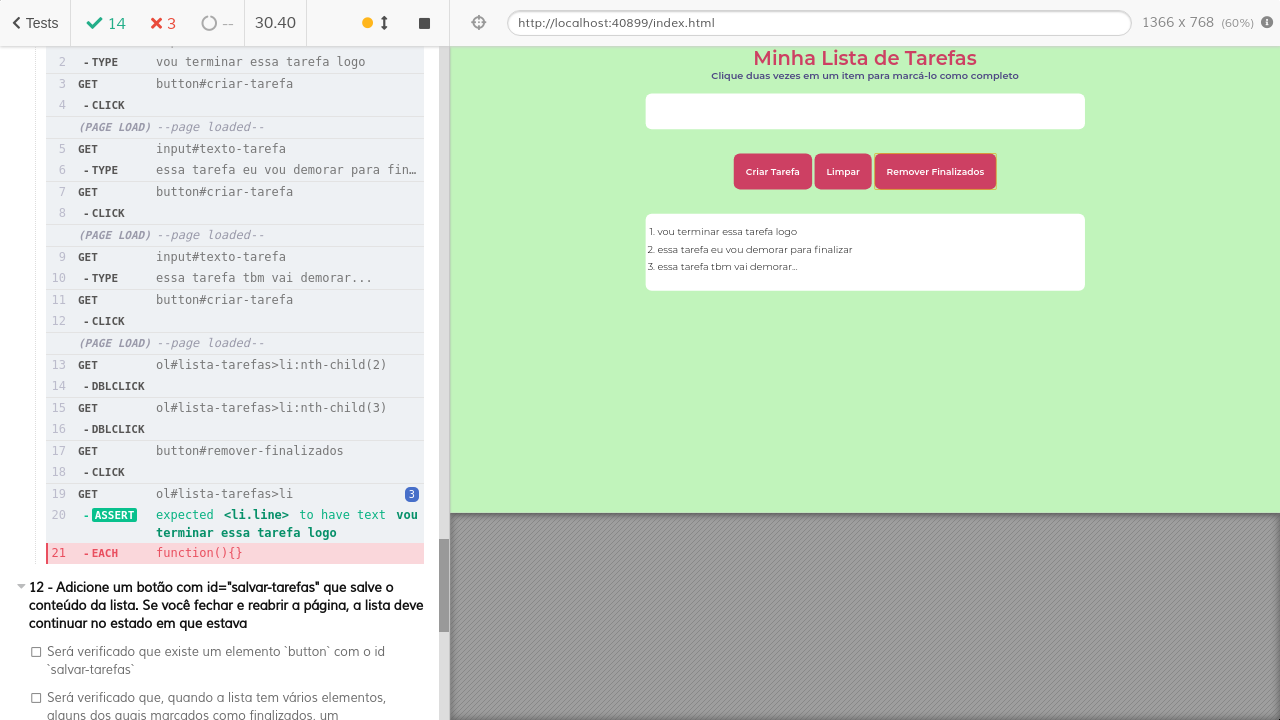 Tests
14
3
--
30.40
http://localhost:40899/index.html
1366 x 768 (60%)
2 - TYPE vou terminar essa tarefa logo
3 GET button#criar-tarefa
4 - CLICK
(PAGE LOAD) --page loaded--
5 GET input#texto-tarefa
6 - TYPE essa tarefa eu vou demorar para fin…
7 GET button#criar-tarefa
8 - CLICK
(PAGE LOAD) --page loaded--
9 GET input#texto-tarefa
10 - TYPE essa tarefa tbm vai demorar...
11 GET button#criar-tarefa
12 - CLICK
(PAGE LOAD) --page loaded--
13 GET ol#lista-tarefas>li:nth-child(2)
14 - DBLCLICK
15 GET ol#lista-tarefas>li:nth-child(3)
16 - DBLCLICK
17 GET button#remover-finalizados
18 - CLICK
19 GET ol#lista-tarefas>li 3
20 - ASSERT expected <li.line> to have text vou
terminar essa tarefa logo
21 - EACH function(){}
12 - Adicione um botão com id="salvar-tarefas" que salve o
conteúdo da lista. Se você fechar e reabrir a página, a lista deve
continuar no estado em que estava
Será verificado que existe um elemento `button` com o id
`salvar-tarefas`
Será verificado que, quando a lista tem vários elementos,
alguns dos quais marcados como finalizados, um
Minha Lista de Tarefas
Clique duas vezes em um item para marcá-lo como completo
Criar Tarefa
Limpar
Remover Finalizados
1. vou terminar essa tarefa logo
2. essa tarefa eu vou demorar para finalizar
3. essa tarefa tbm vai demorar...